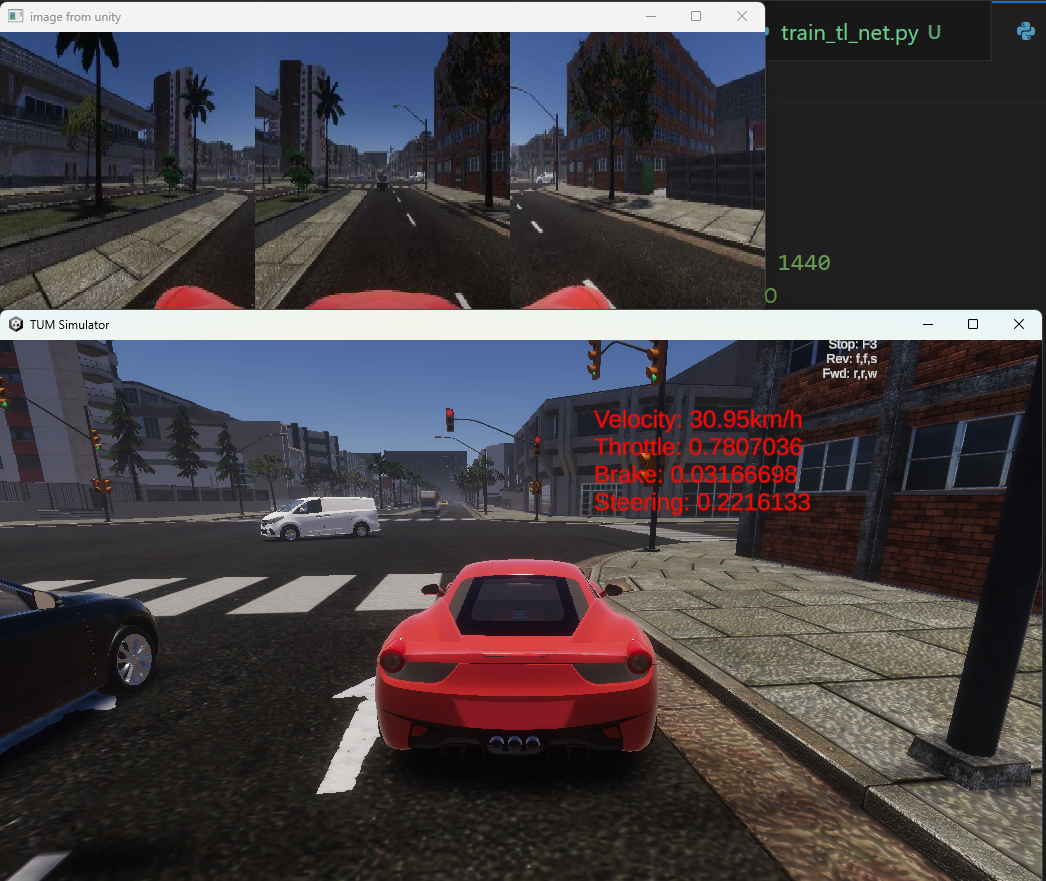 image from unity
train_tl_net.py U
1440
0
TUM Simulator
Stop: F3
Rev: f,f,s
Fwd: r,r,w
Velocity: 30.95km/h
Throttle: 0.7807036
Brake: 0.03166698
Steering: 0.2216133